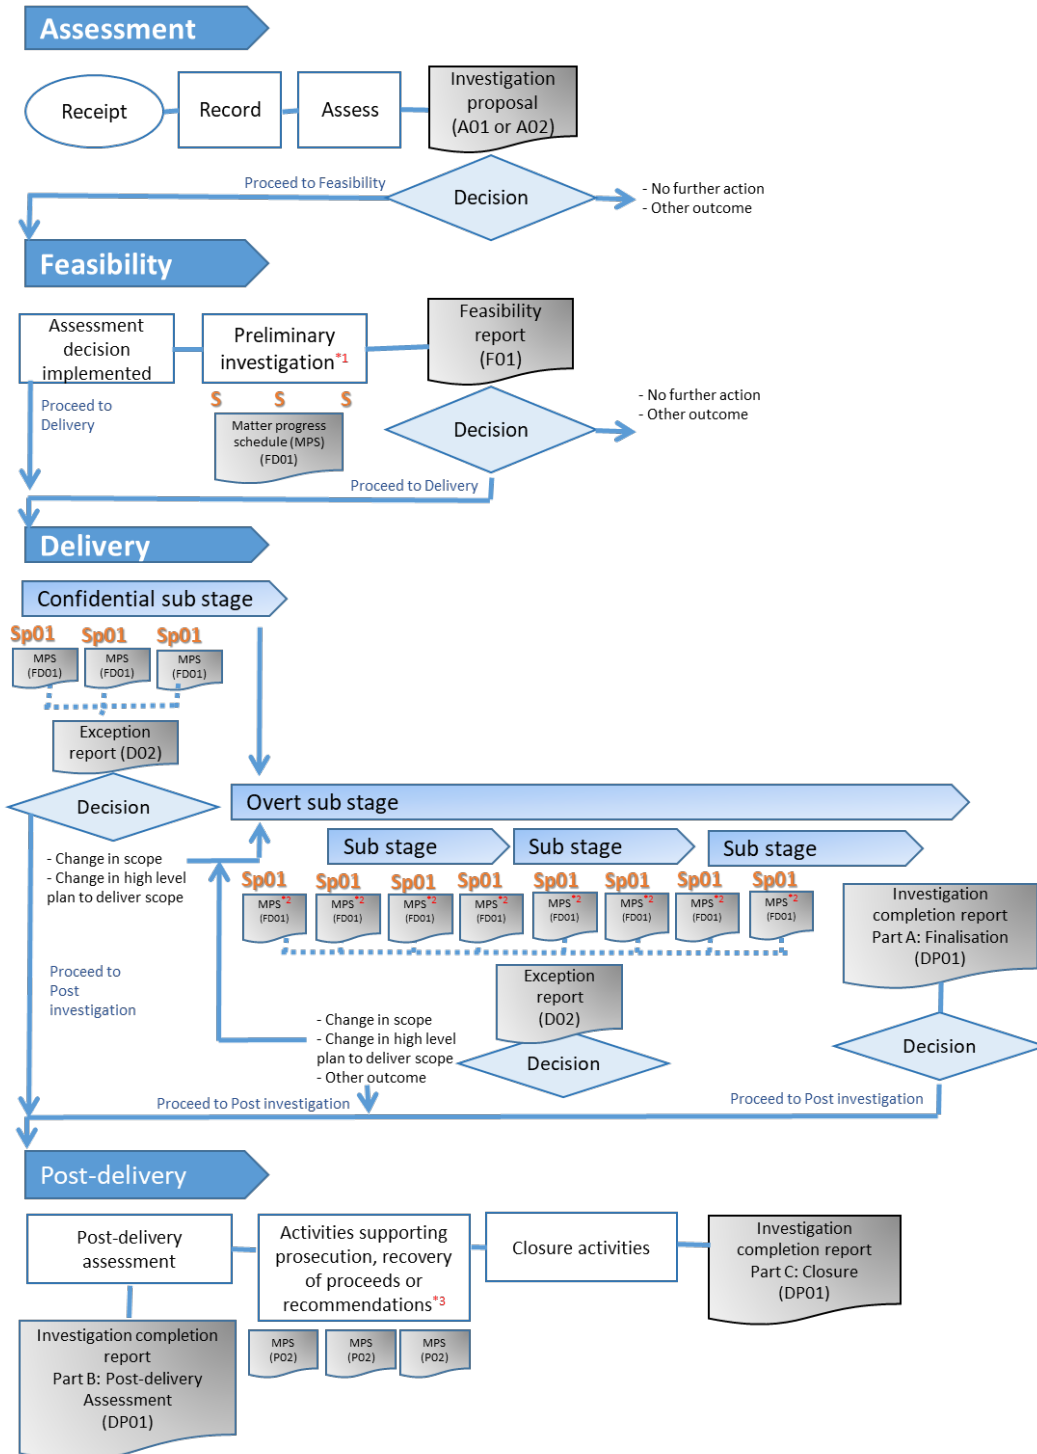 Assessment
Receipt
Record
Assess
Investigation
proposal
(A01 or A02)
Proceed to Feasibility
Decision
- No further action
- Other outcome
Feasibility
Assessment
decision
implemented
Preliminary
investigation*1
Feasibility
report
(F01)
Proceed to
Delivery
S S S
Matter progress
schedule (MPS)
(FD01)
Decision
- No further action
- Other outcome
Proceed to Delivery
Delivery
Confidential sub stage
Sp01 Sp01 Sp01
MPS
(FD01)
MPS
(FD01)
MPS
(FD01)
Exception
report (D02)
Decision
- Change in scope
- Change in high level
plan to deliver scope
Proceed to
Post
investigation
Overt sub stage
Sub stage
Sub stage
Sub stage
Sp01 Sp01 Sp01 Sp01 Sp01 Sp01 Sp01 Sp01
MPS*2
(FD01)
MPS*2
(FD01)
MPS*2
(FD01)
MPS*2
(FD01)
MPS*2
(FD01)
MPS*2
(FD01)
MPS*2
(FD01)
MPS*2
(FD01)
Investigation
completion report
Part A: Finalisation
(DP01)
Exception
report
(D02)
Decision
- Change in scope
- Change in high level
plan to deliver scope
- Other outcome
Decision
Proceed to Post investigation
Proceed to Post investigation
Post-delivery
Post-delivery
assessment
Activities supporting
prosecution, recovery
of proceeds or
recommendations*3
Closure activities
Investigation
completion report
Part C: Closure
(DP01)
Investigation completion
report
Part B: Post-delivery
Assessment
(DP01)
MPS
(P02)
MPS
(P02)
MPS
(P02)